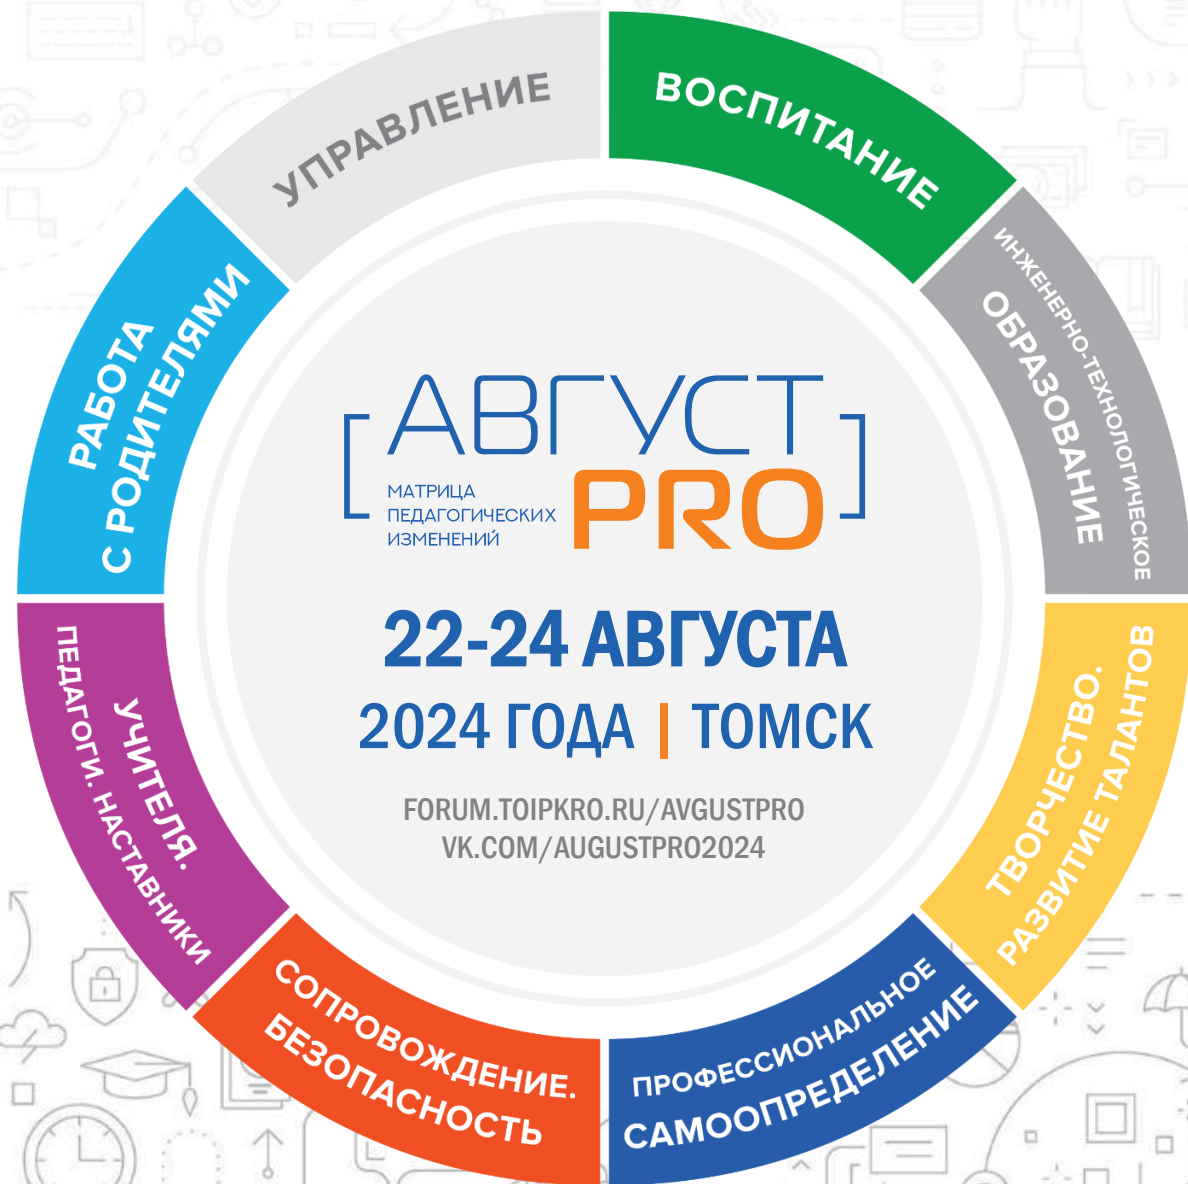 УПРАВЛЕНИЕ
ВОСПИТАНИЕ
ИНЖЕНЕРНО-ТЕХНОЛОГИЧЕСКОЕ
ОБРАЗОВАНИЕ
ТВОРЧЕСТВО.
РАЗВИТИЕ ТАЛАНТОВ
ПРОФЕССИОНАЛЬНОЕ
САМООПРЕДЕЛЕНИЕ
СОПРОВОЖДЕНИЕ.
БЕЗОПАСНОСТЬ
УЧИТЕЛЯ.
ПЕДАГОГИ. НАСТАВНИКИ
РАБОТА
С РОДИТЕЛЯМИ
[АВГУСТ
PRO]
МАТРИЦА
ПЕДАГОГИЧЕСКИХ
ИЗМЕНЕНИЙ
22-24 АВГУСТА
2024 ГОДА | ТОМСК
FORUM.TOIPKRO.RU/AVGUSTPRO
VK.COM/AUGUSTPRO2024